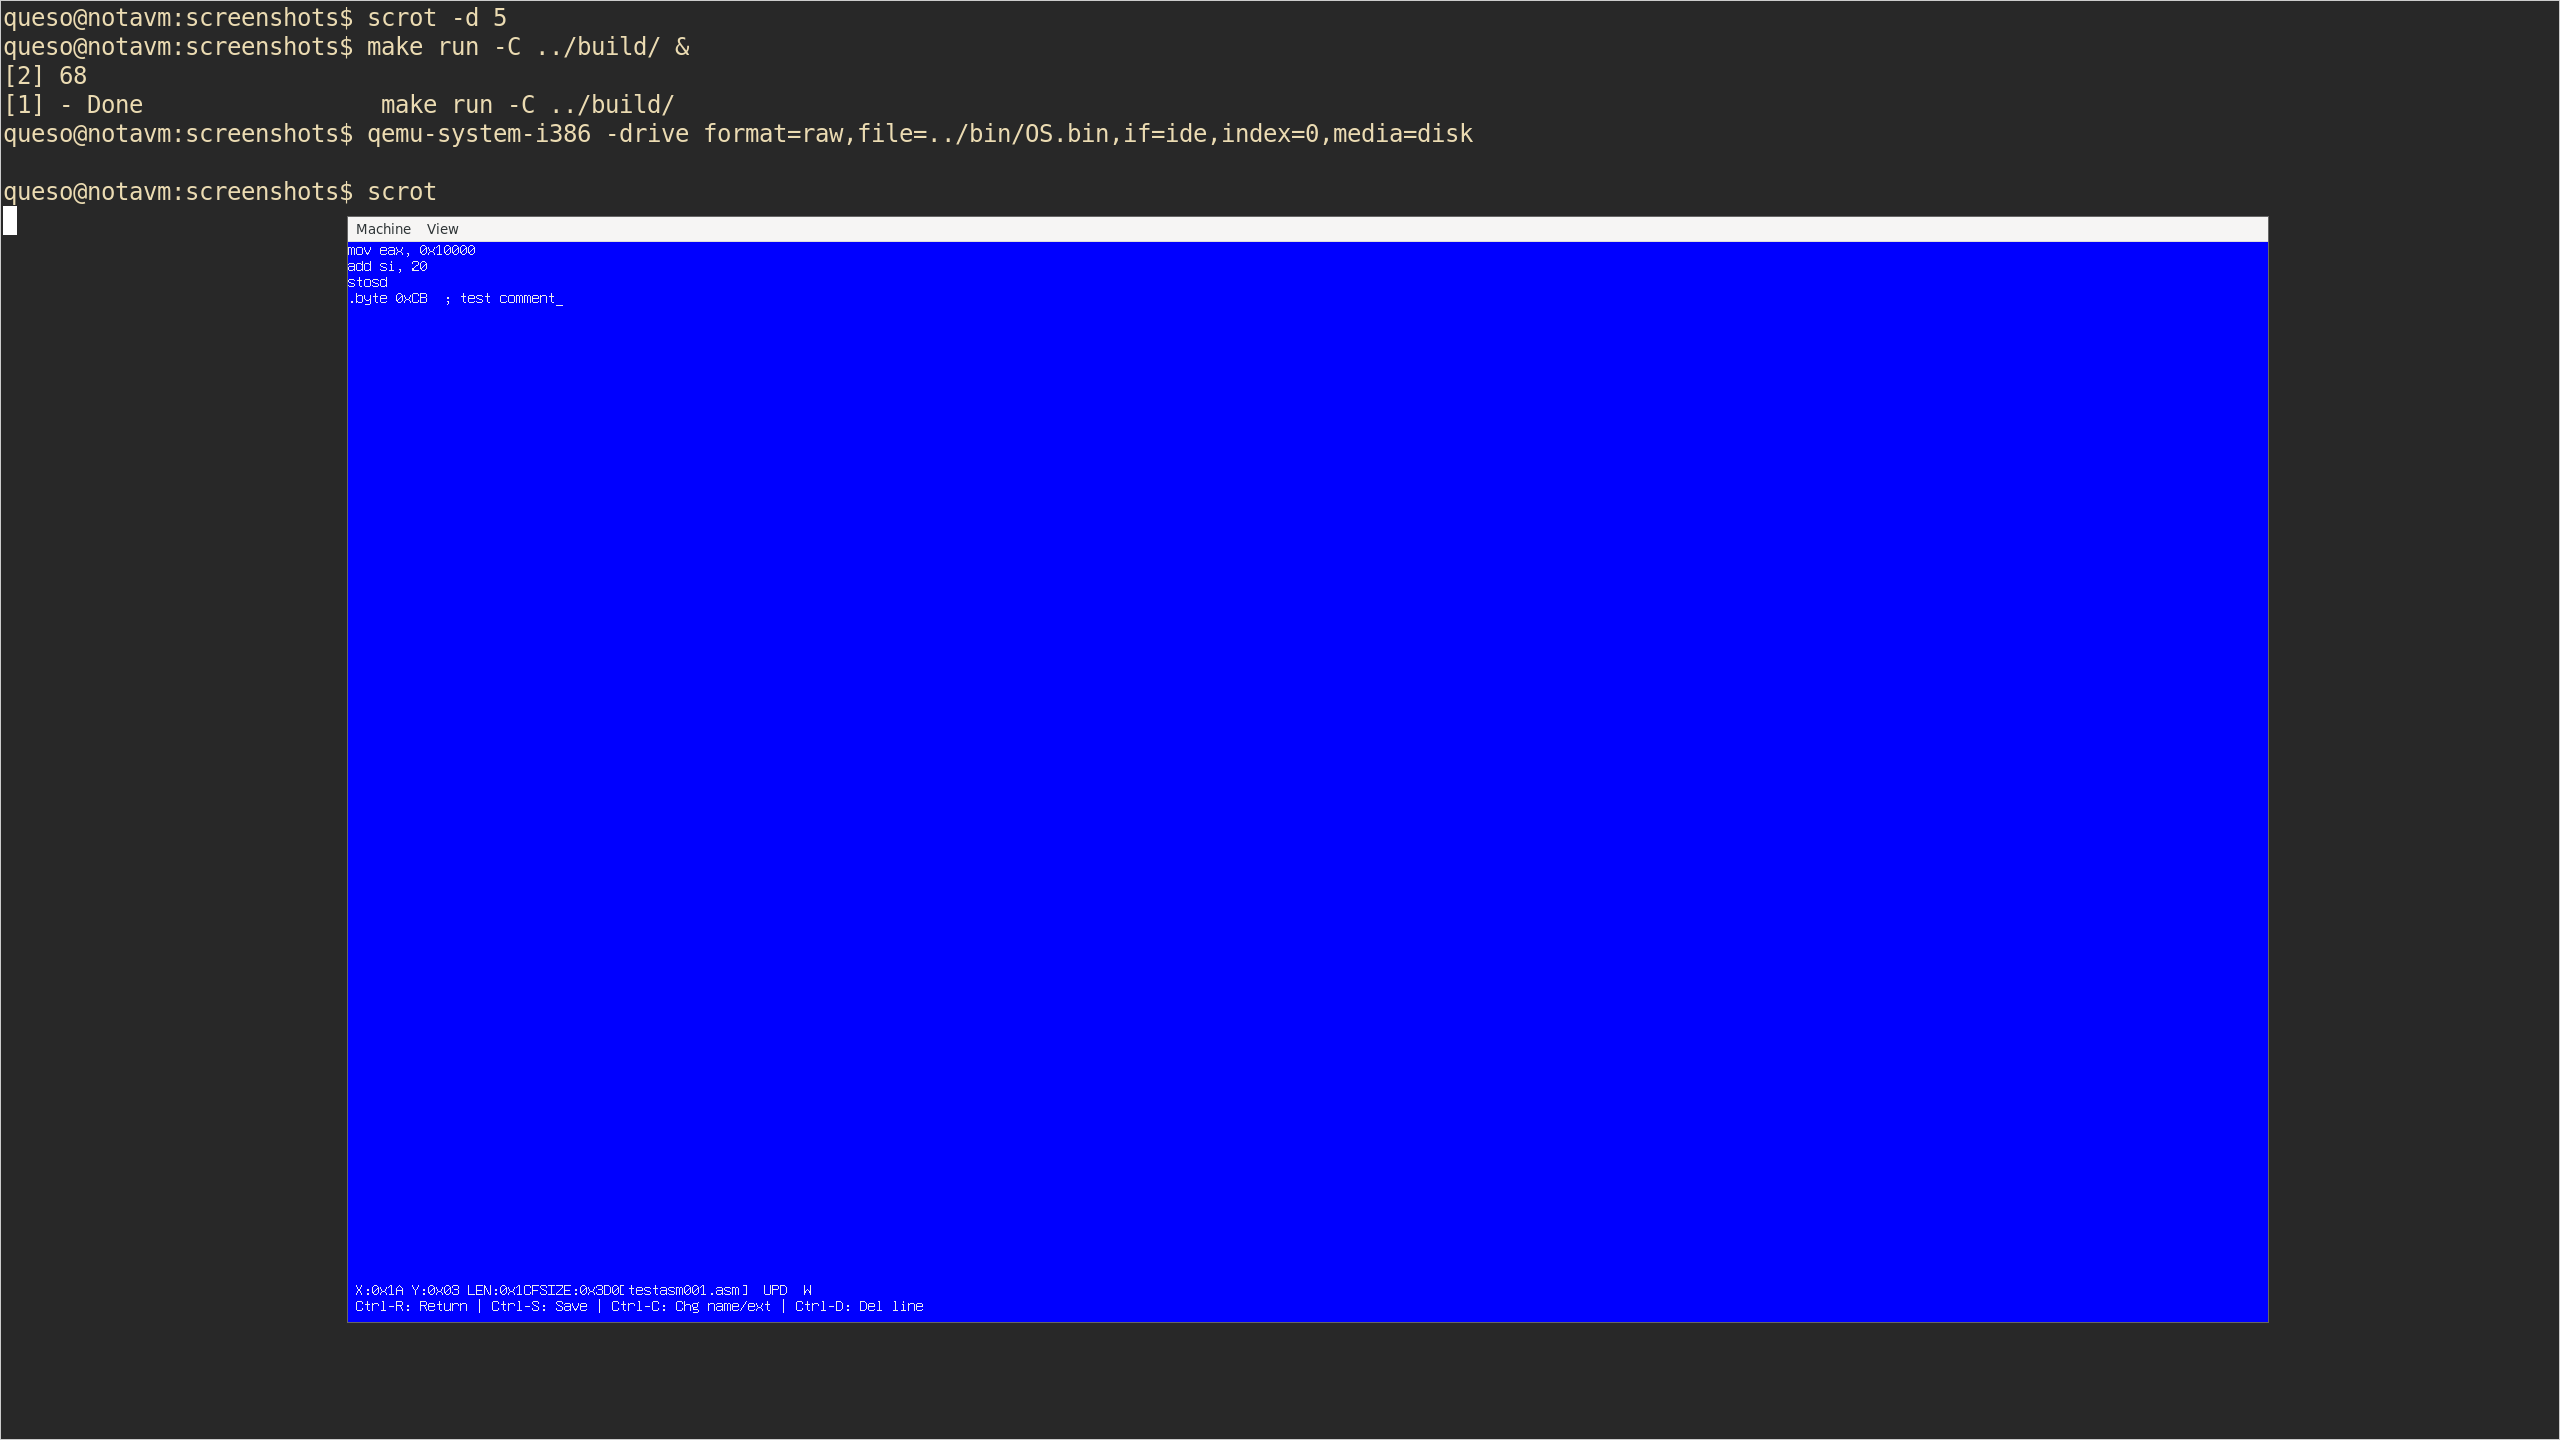 queso@notavm:screenshots$ scrot -d 5
queso@notavm:screenshots$ make run -C ../build/ &
[2] 68
[1] - Done                 make run -C ../build/
queso@notavm:screenshots$ qemu-system-i386 -drive format=raw,file=../bin/OS.bin,if=ide,index=0,media=disk
queso@notavm:screenshots$ scrot
Machine   View
mov eax, 0x10000
add si, 20
stosd
.byte 0xCB  ; test comment_
X:0x1A Y:0x03 LEN:0x1CFSIZE:0x3D0[testasm001.asm]  UPD  W
Ctrl-R: Return | Ctrl-S: Save | Ctrl-C: Chg name/ext | Ctrl-D: Del line